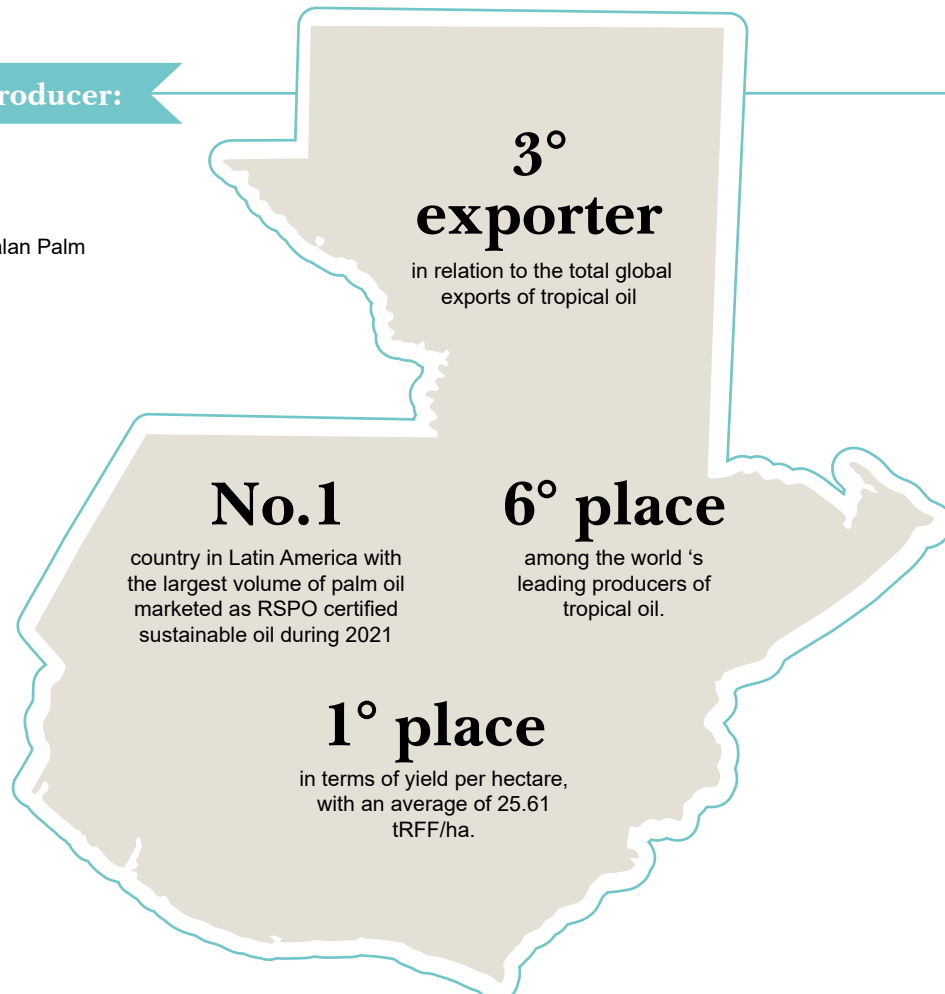 roducer:
alan Palm
3°
exporter
in relation to the total global
exports of tropical oil
No.1
country in Latin America with
the largest volume of palm oil
marketed as RSPO certified
sustainable oil during 2021
6° place
among the world ‘s
leading producers of
tropical oil.
1° place
in terms of yield per hectare,
with an average of 25.61
tRFF/ha.